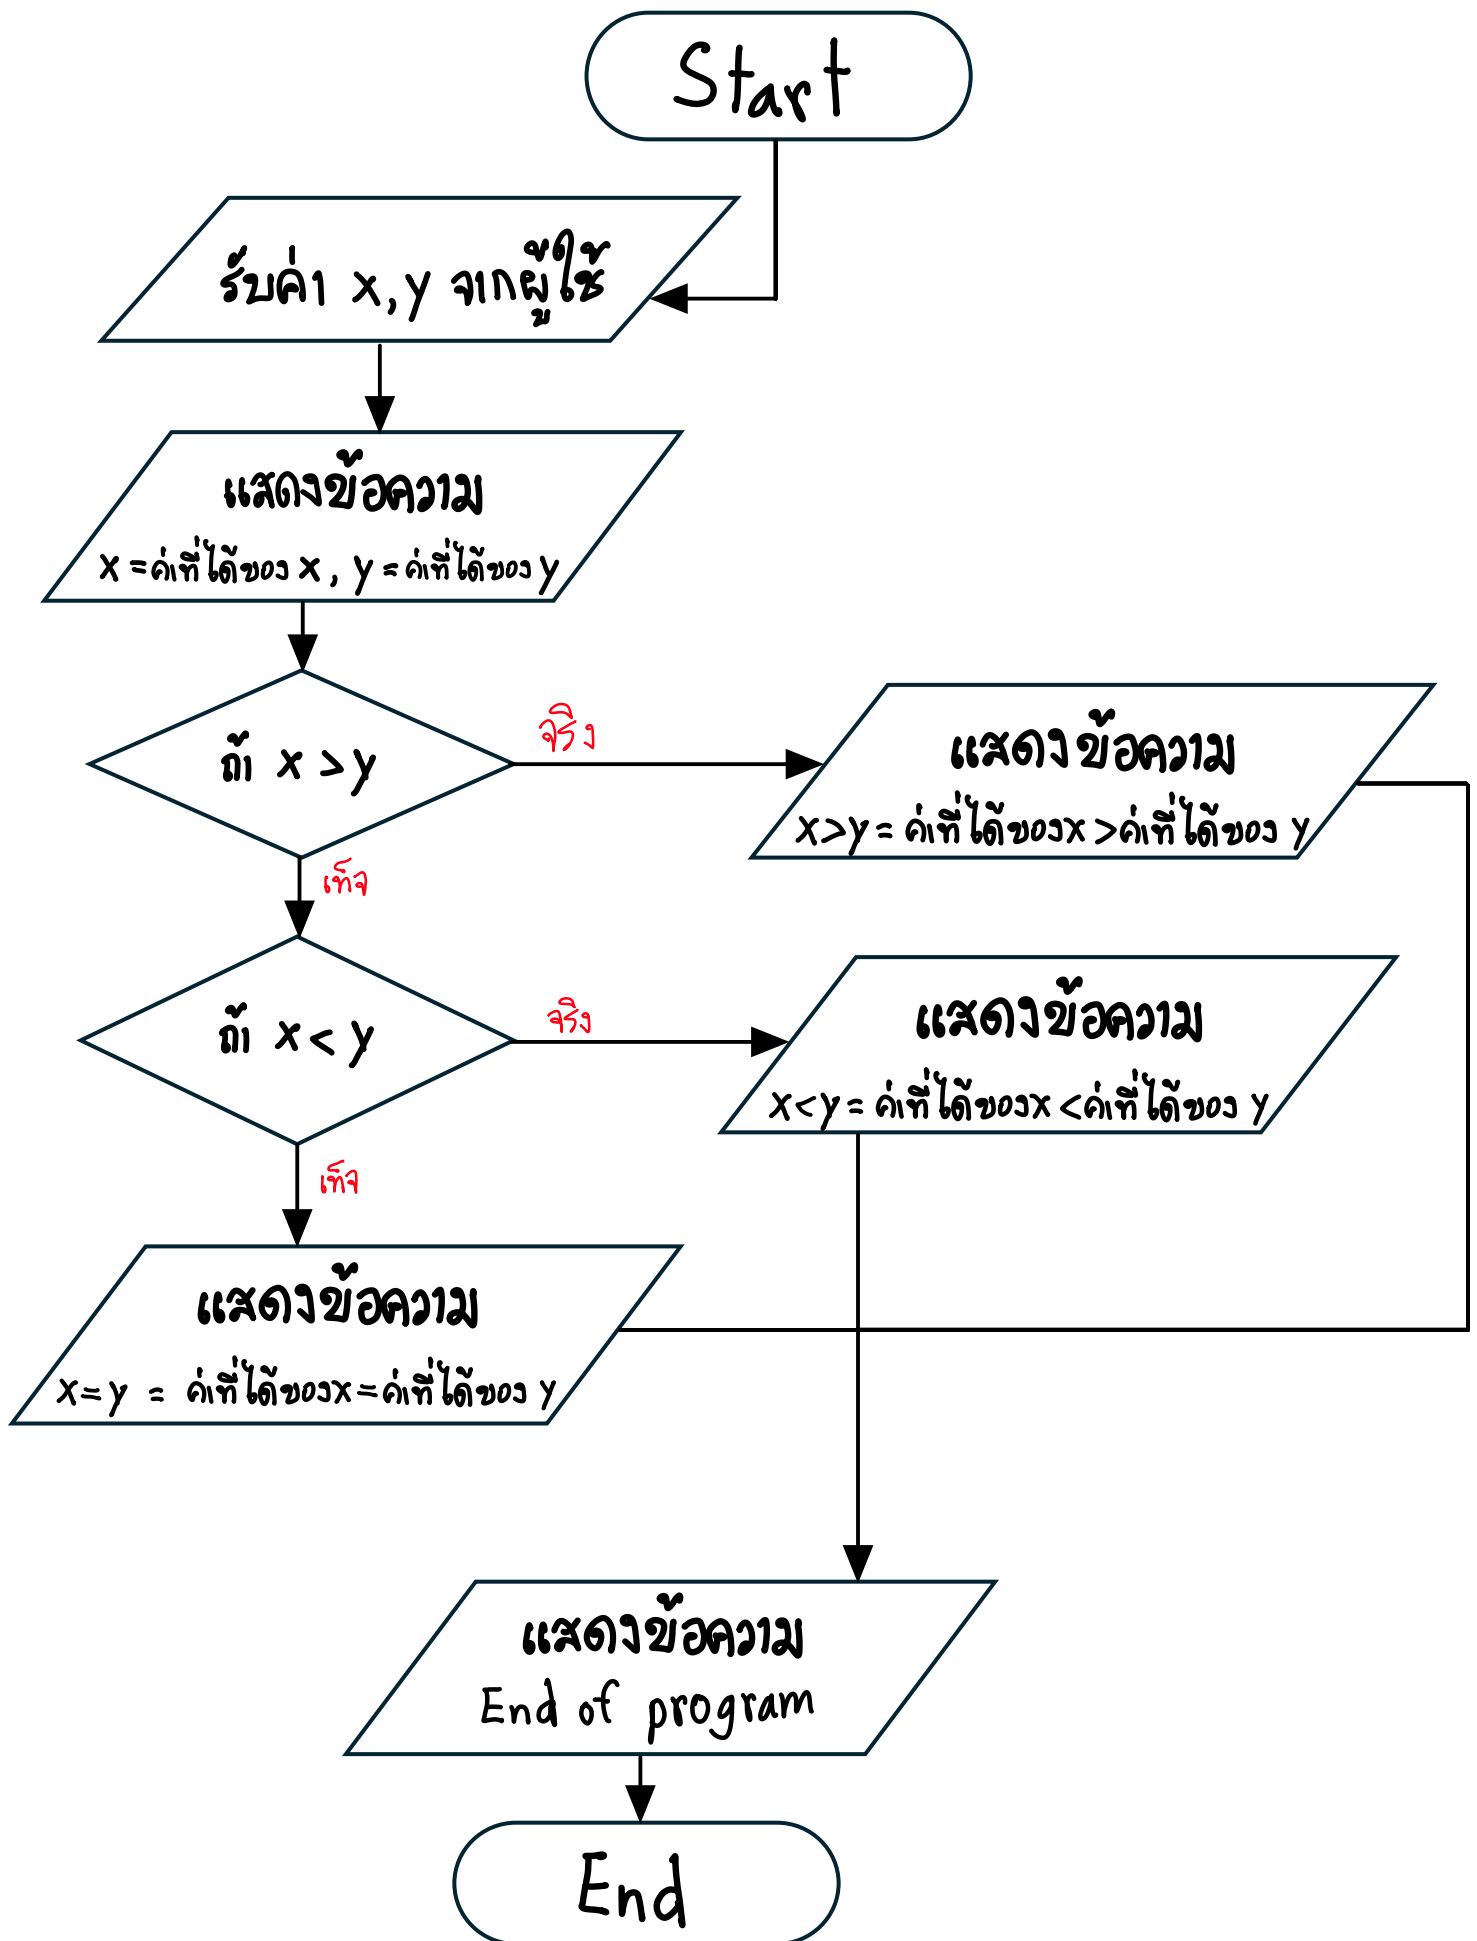 Start
รับค่า x, y จากผู้ใช้
แสดงข้อความ
x = ค่าที่ได้ของ x, y = ค่าที่ได้ของ y
ถ้า x > y
จริง
แสดงข้อความ
x > y = ค่าที่ได้ของ x > ค่าที่ได้ของ y
เท็จ
ถ้า x < y
จริง
แสดงข้อความ
x < y = ค่าที่ได้ของ x < ค่าที่ได้ของ y
เท็จ
แสดงข้อความ
x = y = ค่าที่ได้ของ x = ค่าที่ได้ของ y
แสดงข้อความ
End of program
End